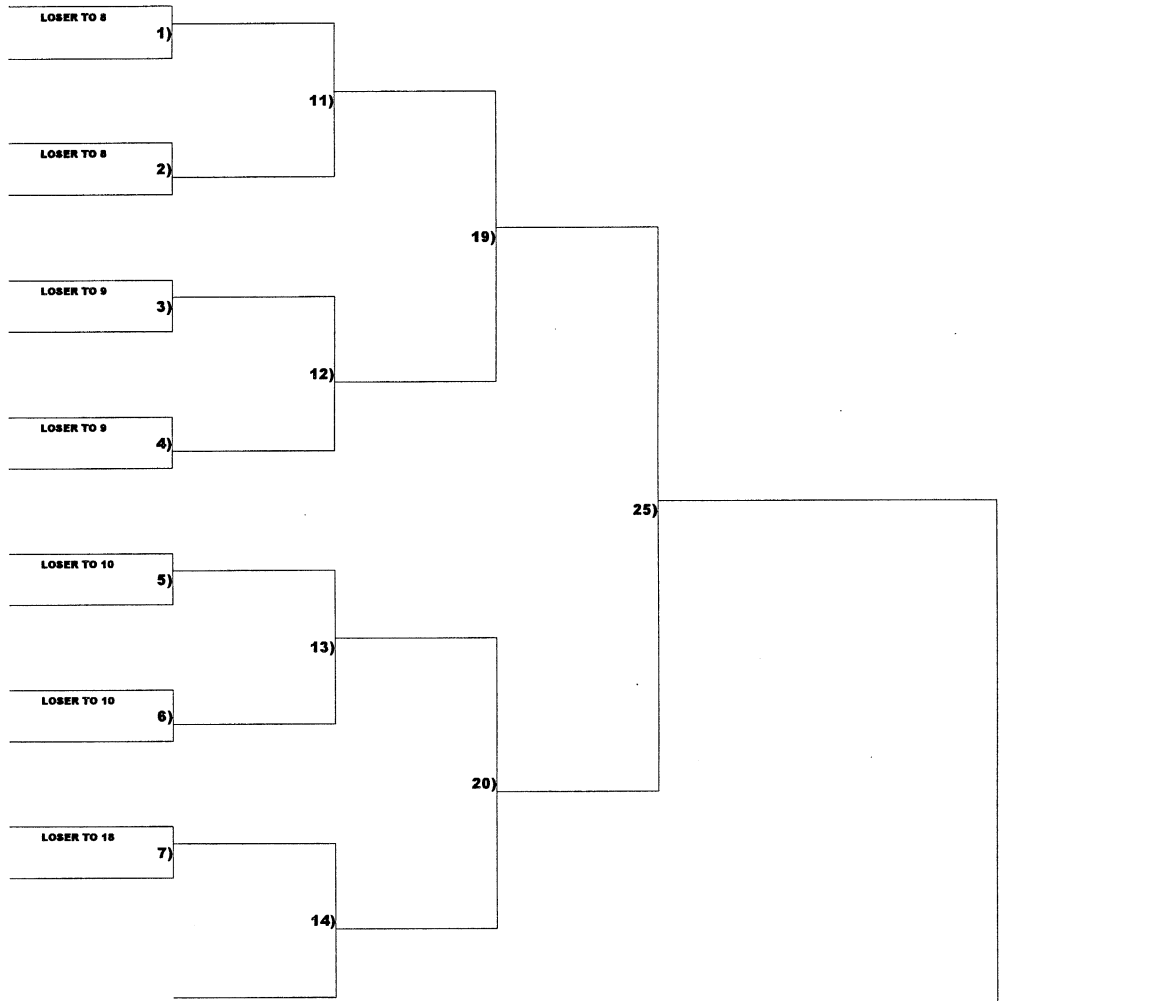 LOSER TO 8
1)
11)
LOSER TO 8
2)
19)
LOSER TO 9
3)
12)
LOSER TO 9
4)
25)
LOSER TO 10
5)
13)
LOSER TO 10
6)
20)
LOSER TO 18
7)
14)